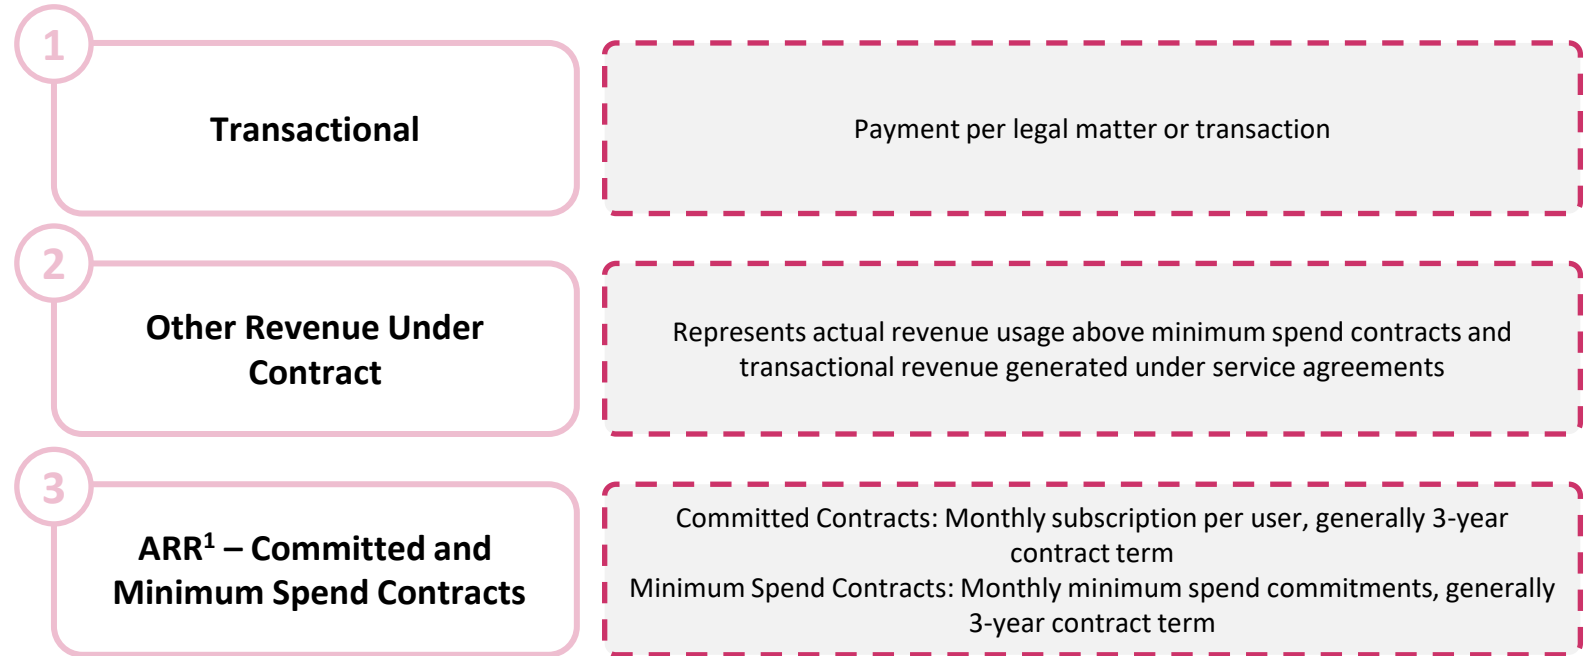 1
Transactional
Payment per legal matter or transaction
2
Other Revenue Under
Contract
Represents actual revenue usage above minimum spend contracts and
transactional revenue generated under service agreements
3
ARR¹ – Committed and
Minimum Spend Contracts
Committed Contracts: Monthly subscription per user, generally 3-year
contract term
Minimum Spend Contracts: Monthly minimum spend commitments, generally
3-year contract term